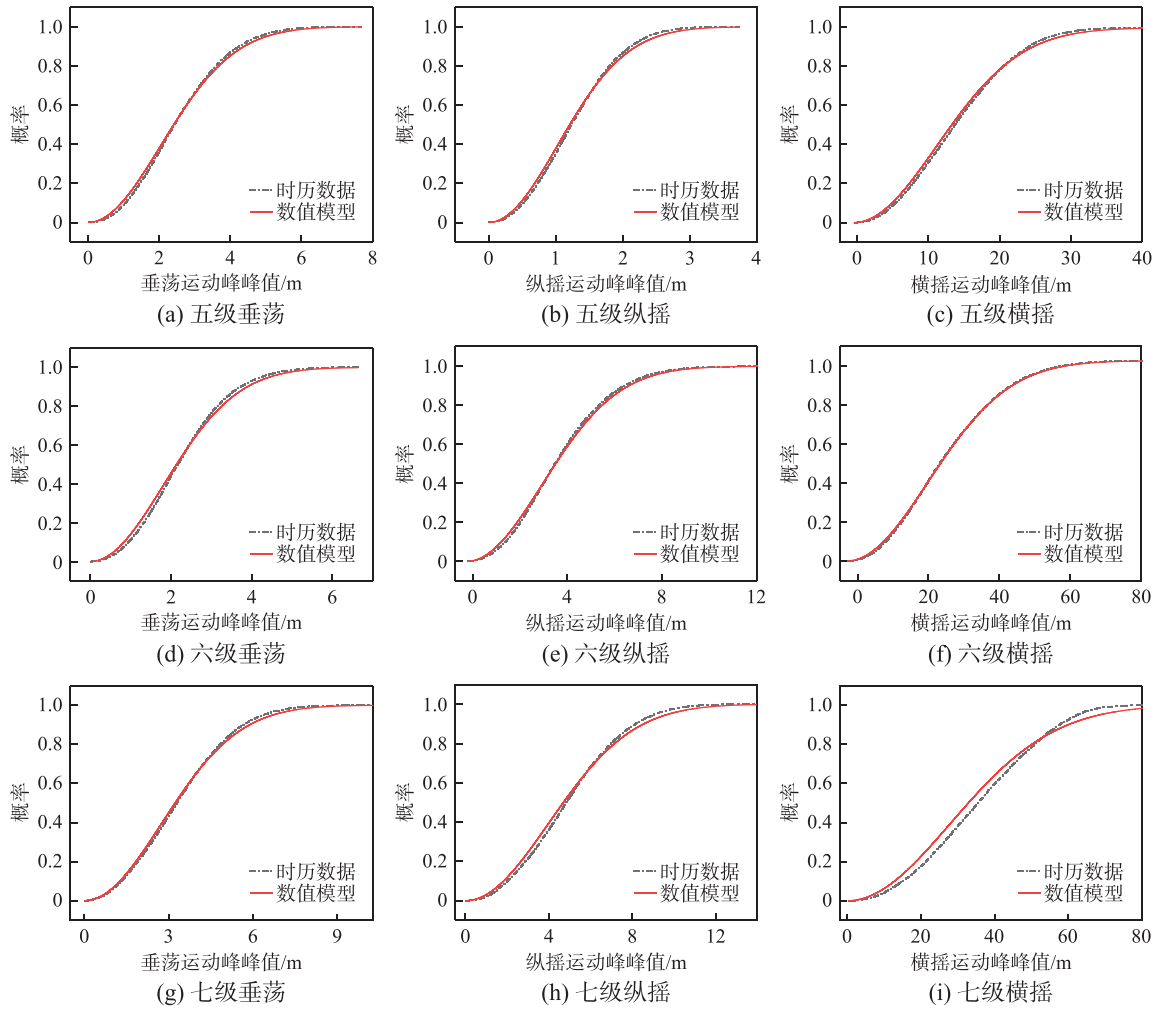 1.0
0.8
0.6
0.4
0.2
0
概率
时历数据
数值模型
0 2 4 6 8
垂荡运动峰峰值/m
(a) 五级垂荡
1.0
0.8
0.6
0.4
0.2
0
概率
时历数据
数值模型
0 1 2 3 4
纵摇运动峰峰值/m
(b) 五级纵摇
1.0
0.8
0.6
0.4
0.2
0
概率
时历数据
数值模型
0 10 20 30 40
横摇运动峰峰值/m
(c) 五级横摇
1.0
0.8
0.6
0.4
0.2
0
概率
时历数据
数值模型
0 2 4 6
垂荡运动峰峰值/m
(d) 六级垂荡
1.0
0.8
0.6
0.4
0.2
0
概率
时历数据
数值模型
0 4 8 12
纵摇运动峰峰值/m
(e) 六级纵摇
1.0
0.8
0.6
0.4
0.2
0
概率
时历数据
数值模型
0 20 40 60 80
横摇运动峰峰值/m
(f) 六级横摇
1.0
0.8
0.6
0.4
0.2
0
概率
时历数据
数值模型
0 3 6 9
垂荡运动峰峰值/m
(g) 七级垂荡
1.0
0.8
0.6
0.4
0.2
0
概率
时历数据
数值模型
0 4 8 12
纵摇运动峰峰值/m
(h) 七级纵摇
1.0
0.8
0.6
0.4
0.2
0
概率
时历数据
数值模型
0 20 40 60 80
横摇运动峰峰值/m
(i) 七级横摇